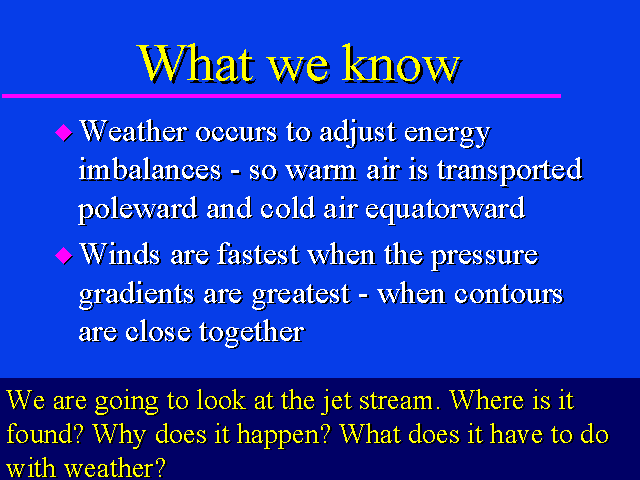 What we know
Weather occurs to adjust energy
imbalances - so warm air is transported
poleward and cold air equatorward
Winds are fastest when the pressure
gradients are greatest - when contours
are close together
We are going to look at the jet stream. Where is it
found? Why does it happen? What does it have to do
with weather?